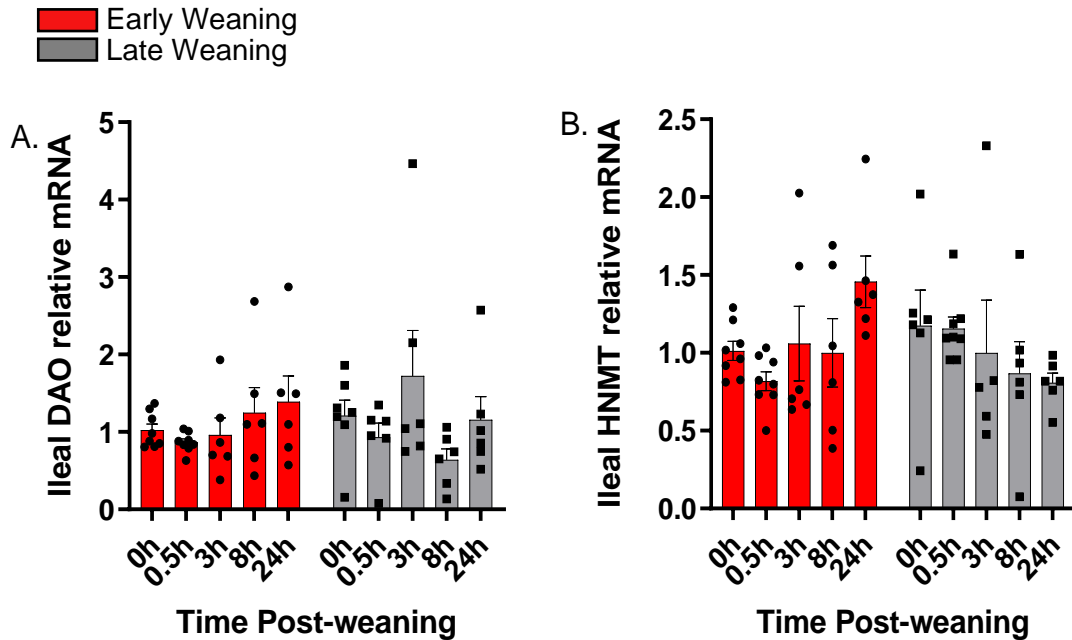 Early Weaning
Late Weaning
A.
Ileal DAO relative mRNA
5
4
3
2
1
0
0h
0.5h
3h
8h
24h
0h
0.5h
3h
8h
24h
Time Post-weaning
B.
Ileal HNMT relative mRNA
2.5
2.0
1.5
1.0
0.5
0.0
0h
0.5h
3h
8h
24h
0h
0.5h
3h
8h
24h
Time Post-weaning